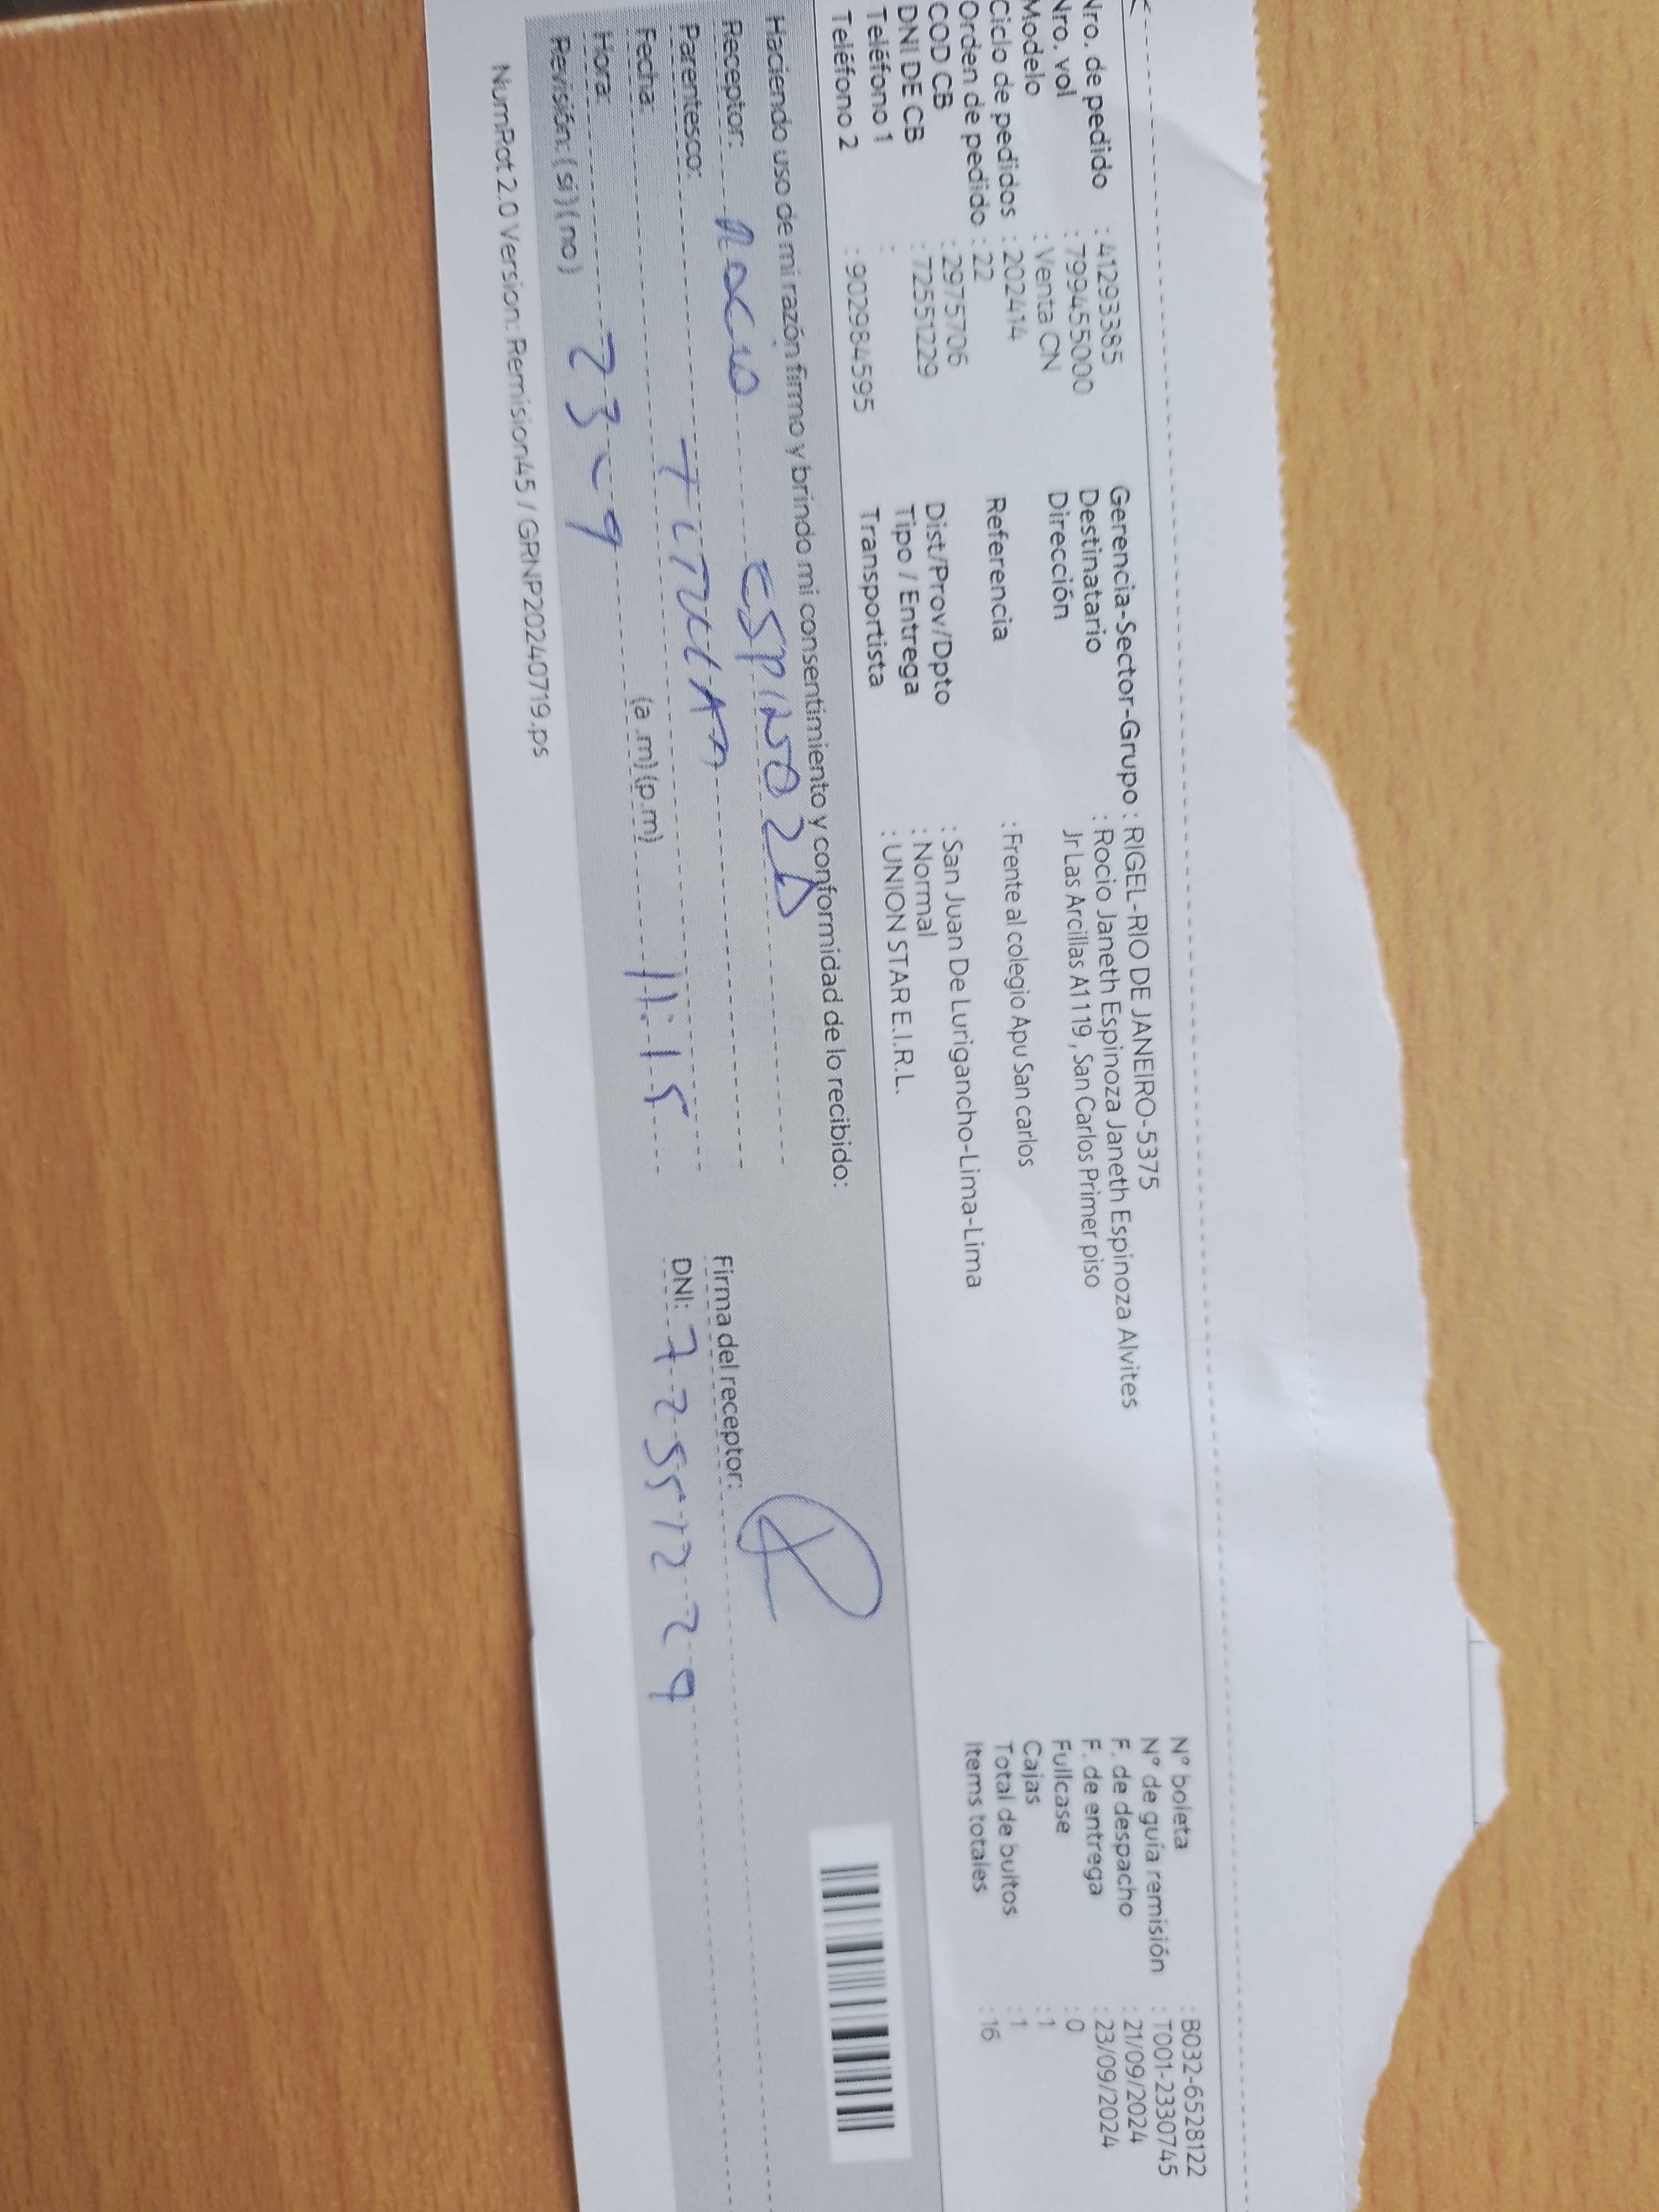 Nro. de pedido : 41293385
Nro. vol : 799455000
Modelo : Venta CN
Ciclo de pedidos : 202414
Orden de pedido : 22
COD CB : 2975706
DNI DE CB : 72551229
Teléfono 1 :
Teléfono 2 : 902984595
Gerencia-Sector-Grupo : RIGEL-RIO DE JANEIRO-5375
Destinatario : Rocio Janeth Espinoza Janeth Espinoza Alvites
Dirección Jr Las Arcillas A1119 , San Carlos Primer piso
Referencia : Frente al colegio Apu San carlos
Dist/Prov/Dpto : San Juan De Lurigancho-Lima-Lima
Tipo / Entrega : Normal
Transportista : UNION STAR E.I.R.L.
N° boleta : B032-6528122
N° de guía remisión : T001-2330745
F. de despacho : 21/09/2024
F. de entrega : 23/09/2024
Fullcase : 0
Cajas : 1
Total de bultos : 1
Items totales : 16
Haciendo uso de mi razón firmo y brindo mi consentimiento y conformidad de lo recibido:
Receptor: Rocio ESPINOZA
Parentesco: TITULAR
Fecha: 23-9
Hora: (a .m) (p.m) 11:15
Revisión: ( si ) ( no )
Firma del receptor:
DNI: 72551229
NumRot 2.0 Version: Remision45 / GRNP20240719.ps